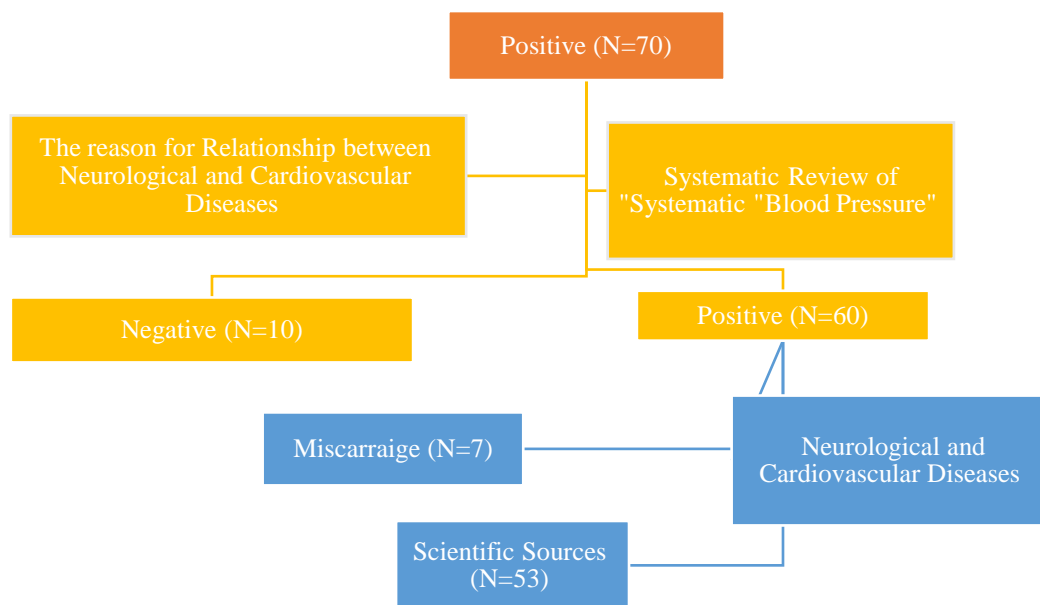 Positive (N=70)
The reason for Relationship between
Neurological and Cardiovascular
Diseases
Systematic Review of
"Systematic "Blood Pressure"
Negative (N=10)
Positive (N=60)
Miscarraige (N=7)
Neurological and
Cardiovascular Diseases
Scientific Sources
(N=53)